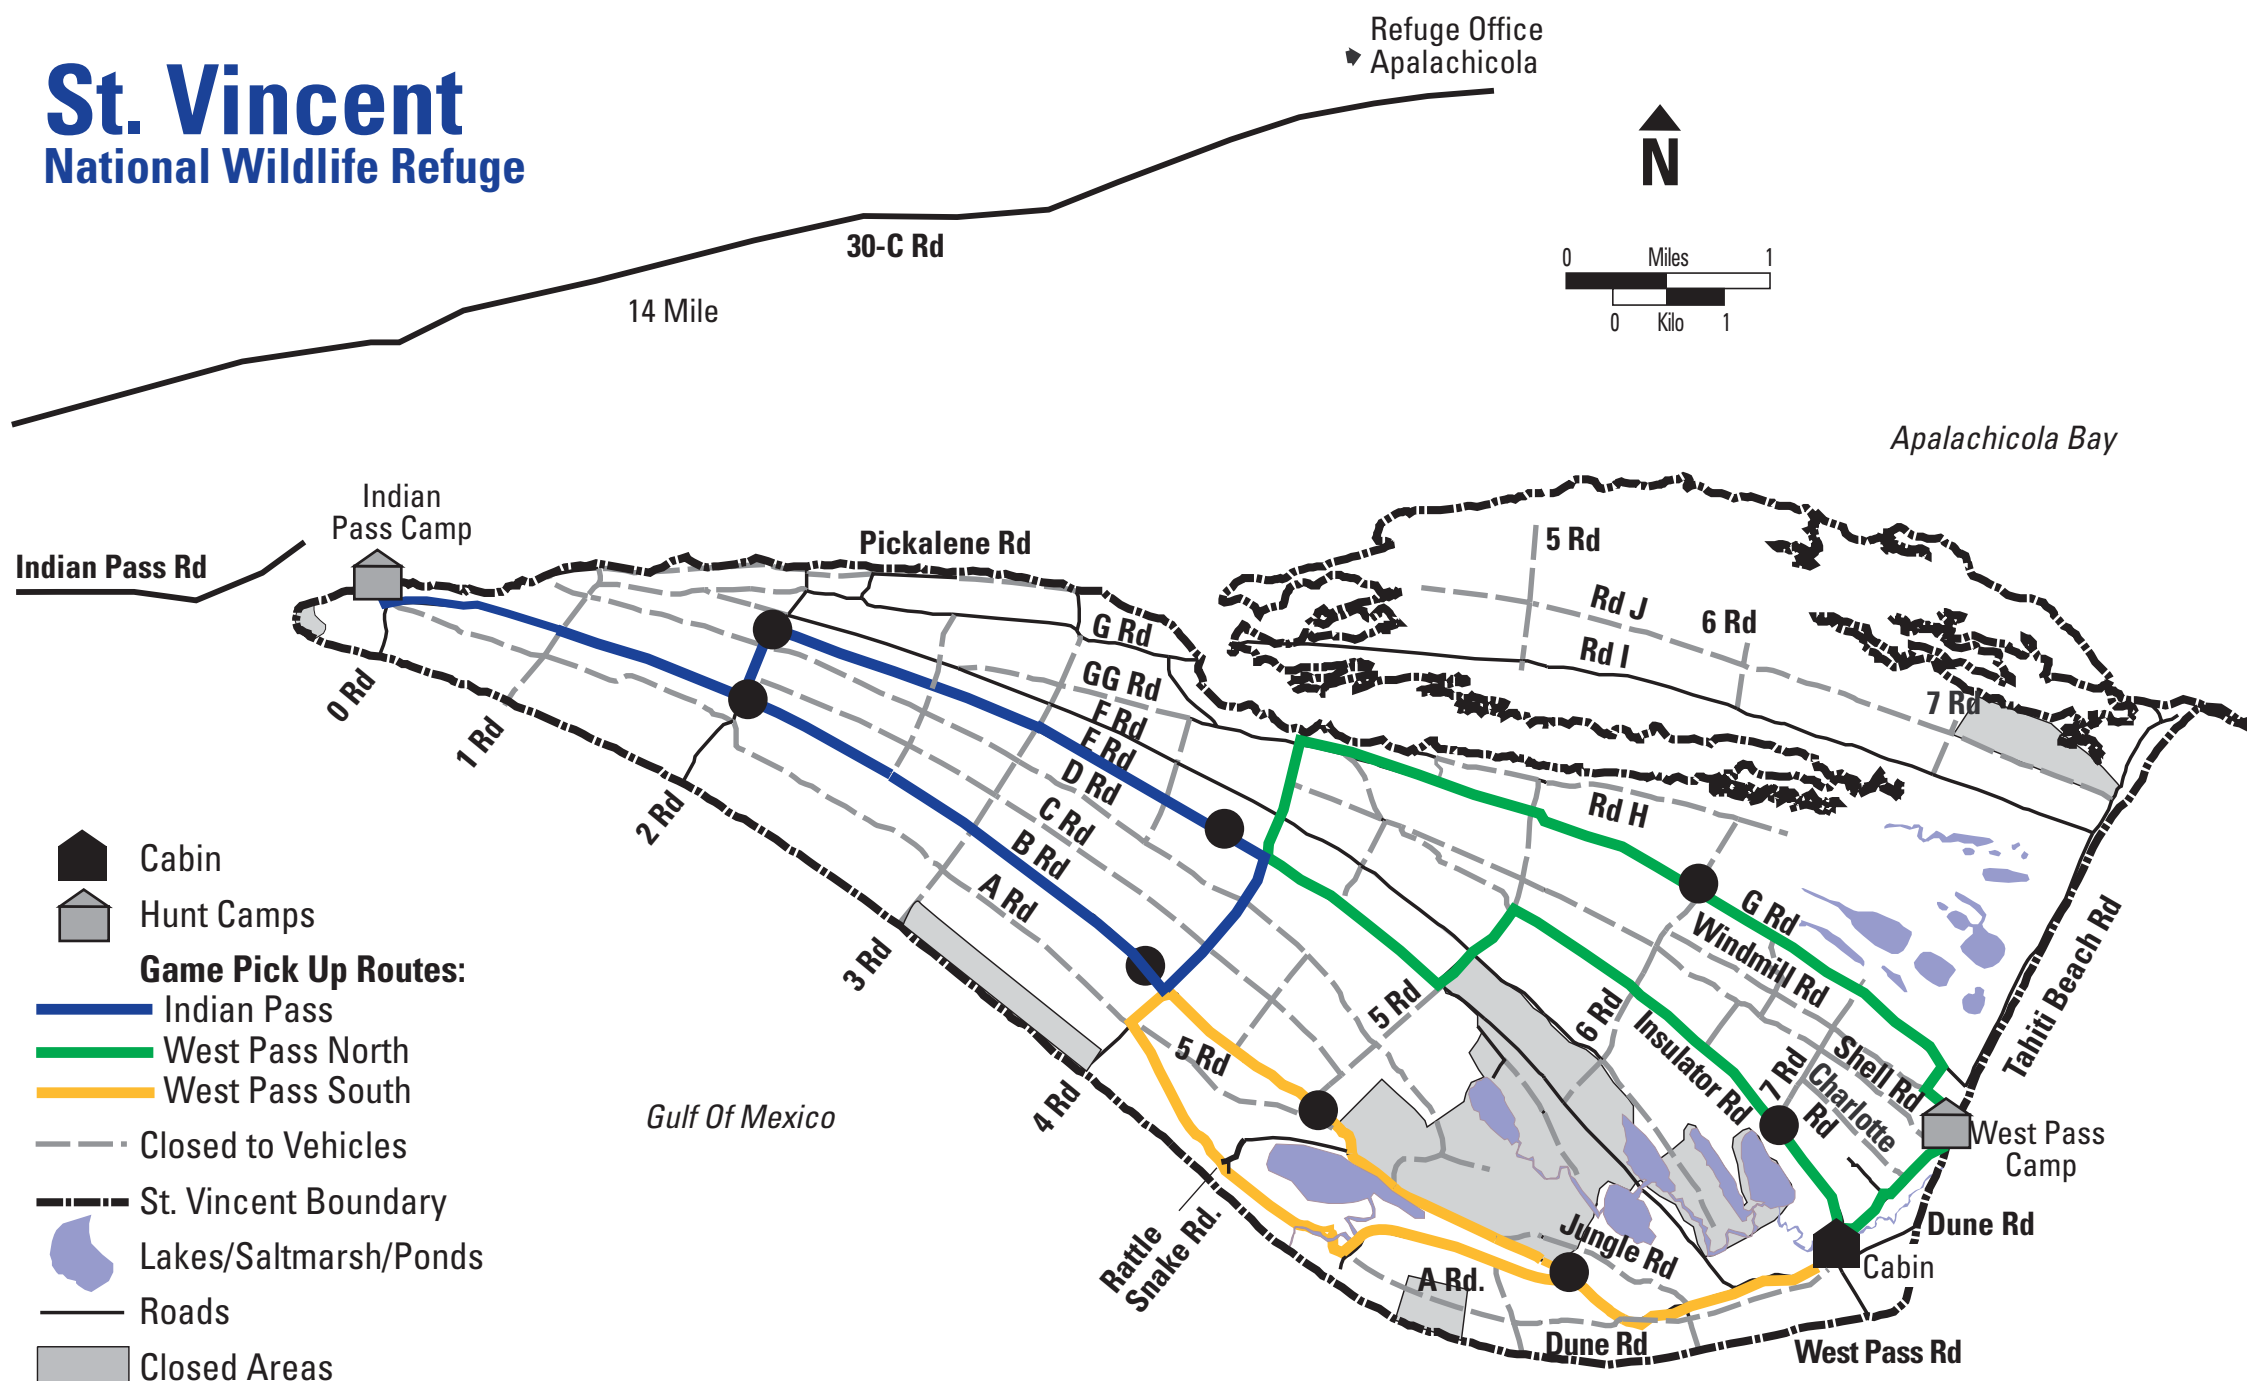 Refuge Office
Apalachicola
St. Vincent
National Wildlife Refuge
N
30-C Rd
0 Miles 1
14 Mile
0 Kilo 1
Apalachicola Bay
Indian
Pass Camp
Indian Pass Rd
Pickalene Rd
5 Rd
Rd J
6 Rd
Rd I
7 Rd
G Rd
GG Rd
F Rd
E Rd
D Rd
C Rd
B Rd
A Rd
0 Rd
1 Rd
2 Rd
3 Rd
4 Rd
Rd H
G Rd
Windmill Rd
Tahiti Beach Rd
5 Rd
5 Rd
6 Rd
Insulator Rd
7 Rd
Shell Rd
Charlotte
Rd
West Pass
Camp
Gulf Of Mexico
Rattle
Snake Rd.
Jungle Rd
A Rd.
Dune Rd
Dune Rd
Cabin
West Pass Rd
Cabin
Hunt Camps
Game Pick Up Routes:
Indian Pass
West Pass North
West Pass South
Closed to Vehicles
St. Vincent Boundary
Lakes/Saltmarsh/Ponds
Roads
Closed Areas